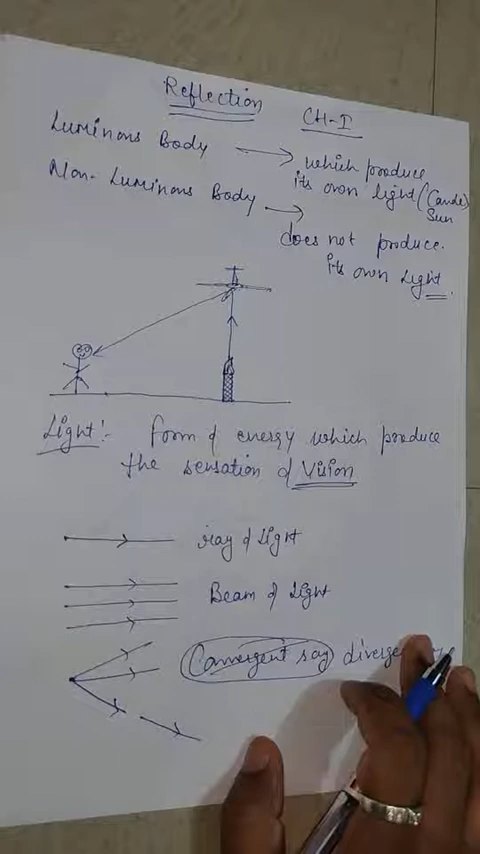 Reflection CH-I
Luminous Body → which produce
its own light (Candle)
Sun
Non-Luminous Body →
does not produce
its own Light.
Light:- form of energy which produce
the sensation of Vision
ray of Light
Beam of Light
Convergent ray